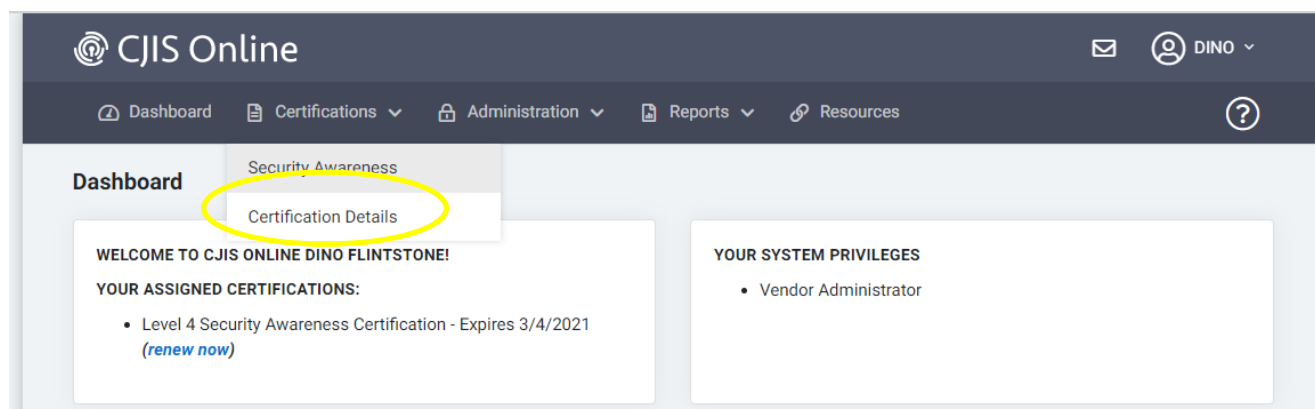 CJIS Online
DINO
Dashboard Certifications Administration Reports Resources
?
Security Awareness
Certification Details
Dashboard
WELCOME TO CJIS ONLINE DINO FLINTSTONE!
YOUR ASSIGNED CERTIFICATIONS:
• Level 4 Security Awareness Certification - Expires 3/4/2021
(renew now)
YOUR SYSTEM PRIVILEGES
• Vendor Administrator